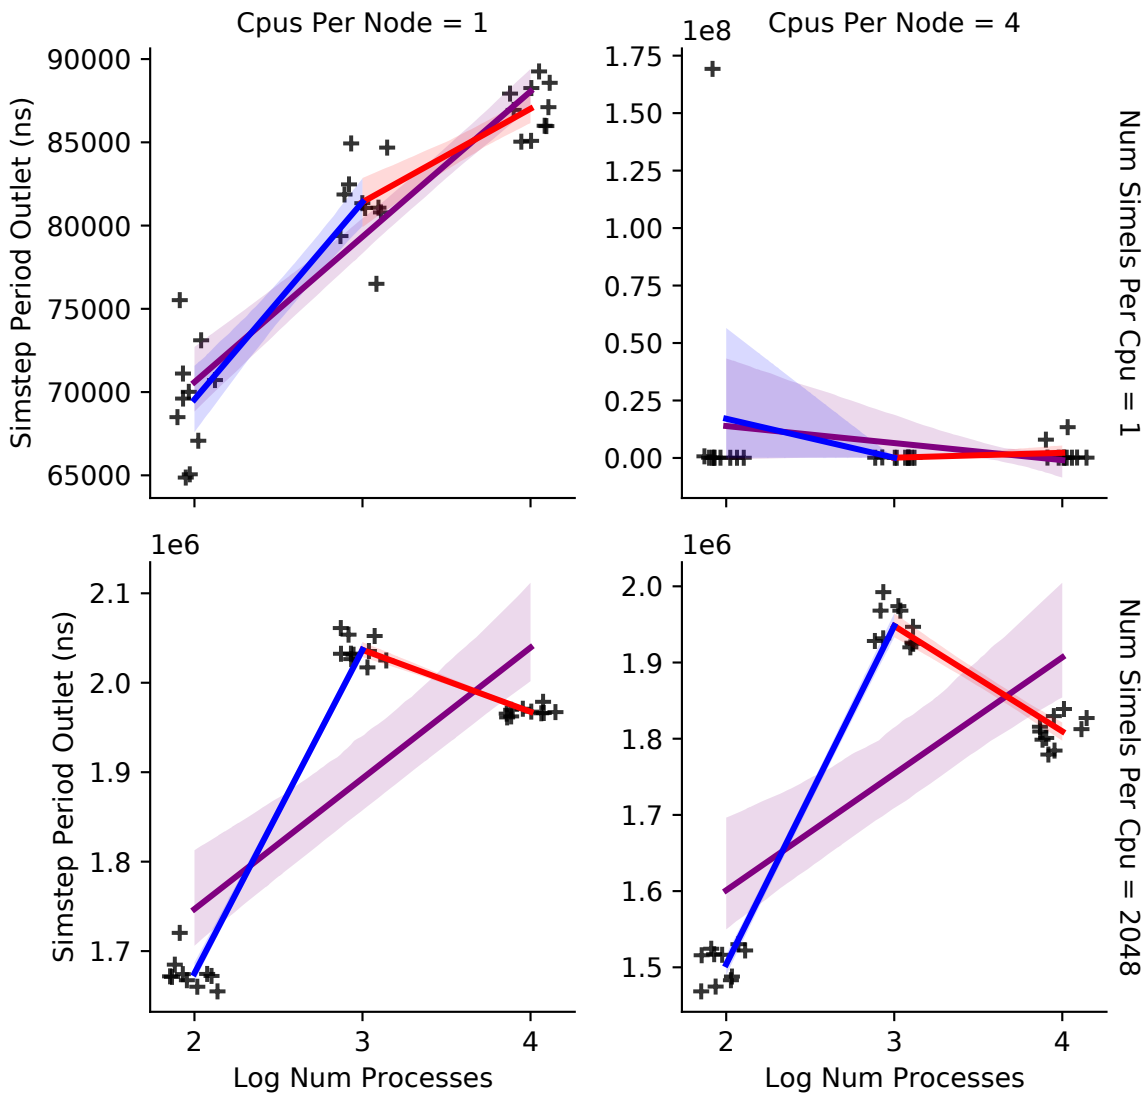 Cpus Per Node = 1
Cpus Per Node = 4
1e8
90000
85000
80000
75000
70000
65000
Simstep Period Outlet (ns)
1.75
1.50
1.25
1.00
0.75
0.50
0.25
0.00
Num Simels Per Cpu = 1
1e6
2.1
2.0
1.9
1.8
1.7
Simstep Period Outlet (ns)
2
3
4
Log Num Processes
1e6
2.0
1.9
1.8
1.7
1.6
1.5
2
3
4
Log Num Processes
Num Simels Per Cpu = 2048